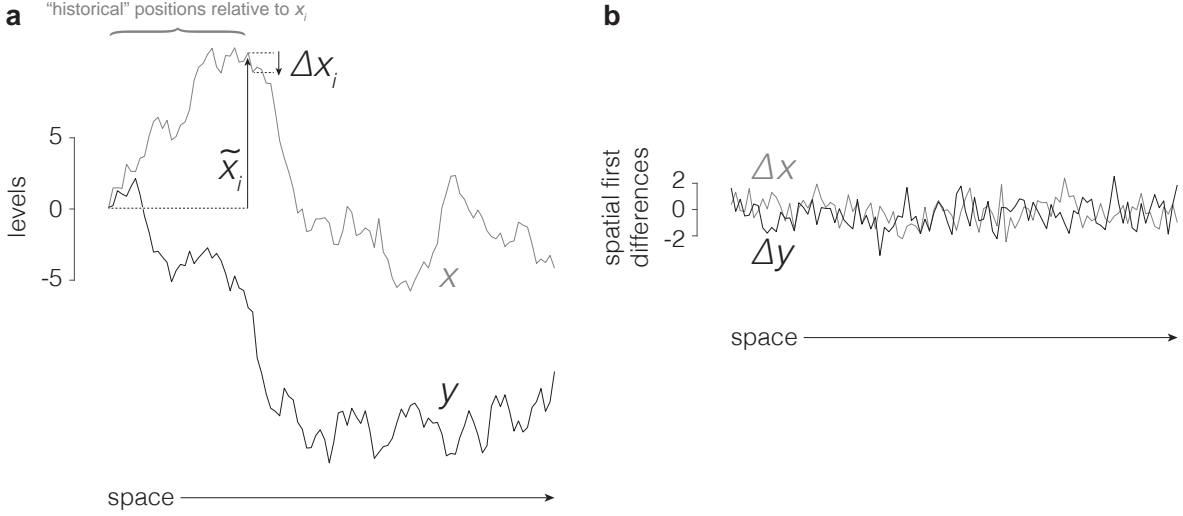 "historical" positions relative to xᵢ
a
Δxᵢ
5
x̃ᵢ
levels
0
-5
x
y
space
b
spatial first
differences
2
0
-2
Δx
Δy
space